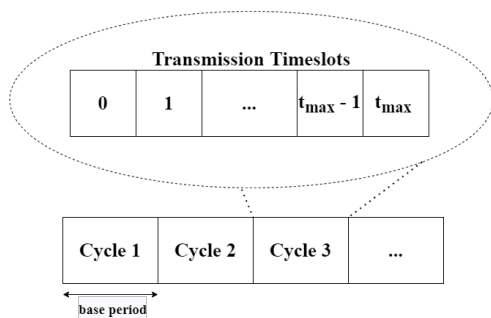 Transmission Timeslots
0 1 ... tmax - 1 tmax
Cycle 1 Cycle 2 Cycle 3 ...
base period